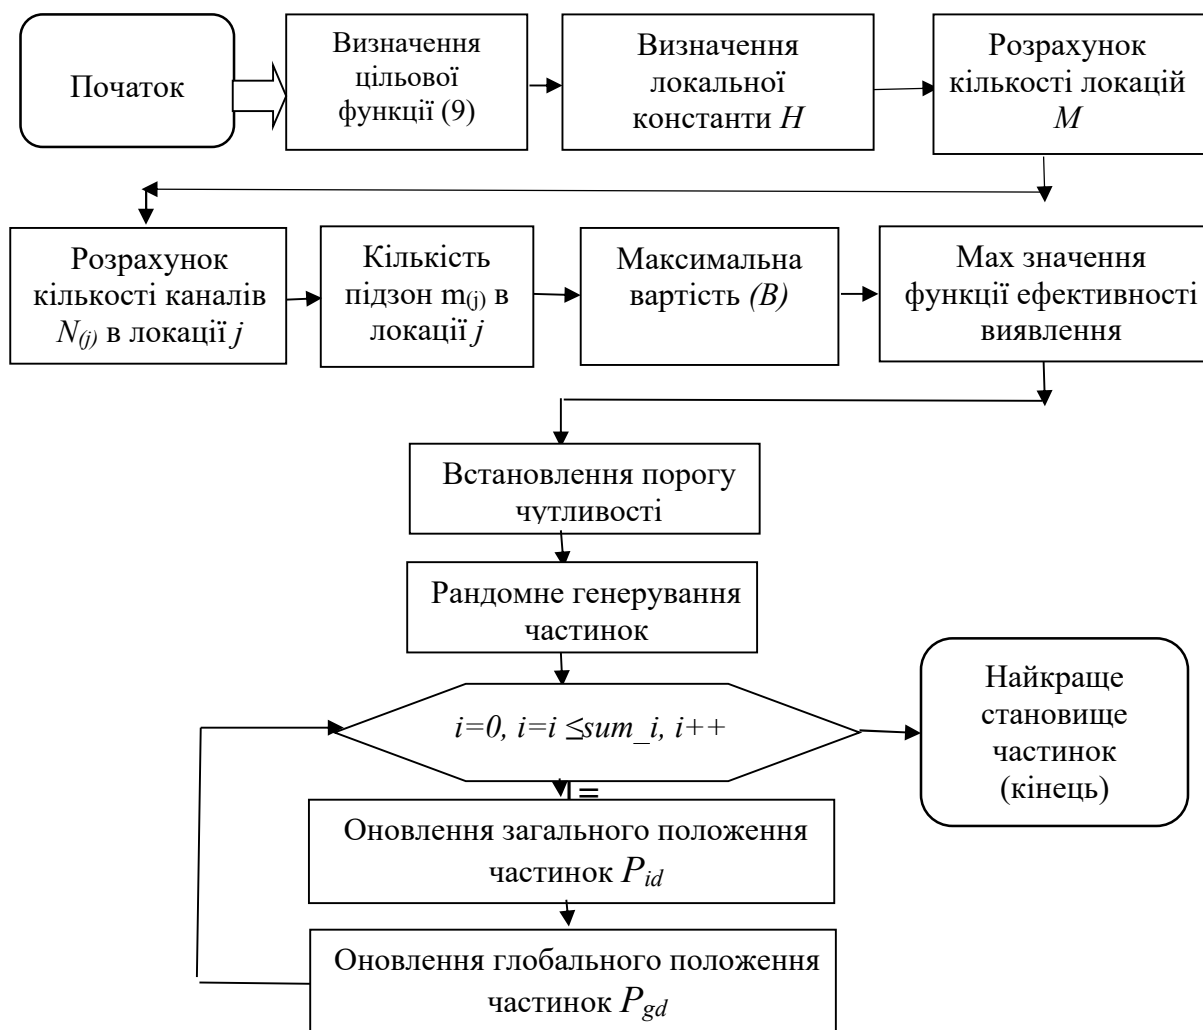 Початок
Визначення
цільової
функції (9)
Визначення
локальної
константи H
Розрахунок
кількості локацій
M
Розрахунок
кількості каналів
N(j) в локації j
Кількість
підзон m(j) в
локації j
Максимальна
вартість (B)
Мах значення
функції ефективності
виявлення
Встановлення порогу
чутливості
Рандомне генерування
частинок
i=0, i=i ≤sum_i, i++
Найкраще
становище
частинок
(кінець)
Оновлення загального положення
частинок Pid
Оновлення глобального положення
частинок Pgd